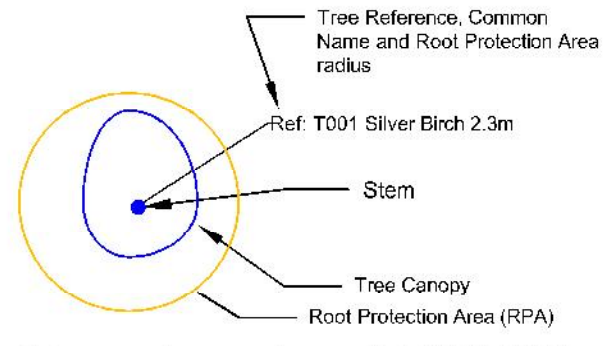 Tree Reference, Common
Name and Root Protection Area
radius
Ref: T001 Silver Birch 2.3m
Stem
Tree Canopy
Root Protection Area (RPA)